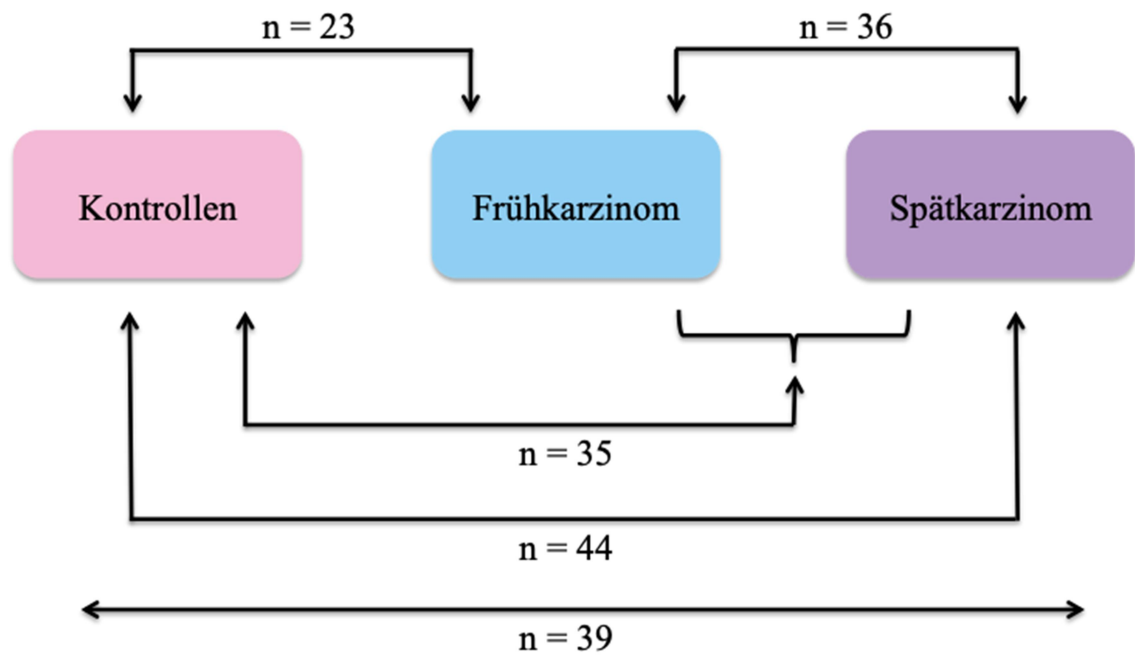 n = 23
n = 36
Kontrollen
Frühkarzinom
Spätkarzinom
n = 35
n = 44
n = 39